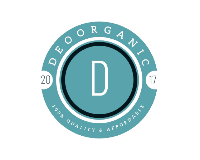 DEOORGANIC
20 17
D
100% QUALITY & AFFORDABLE